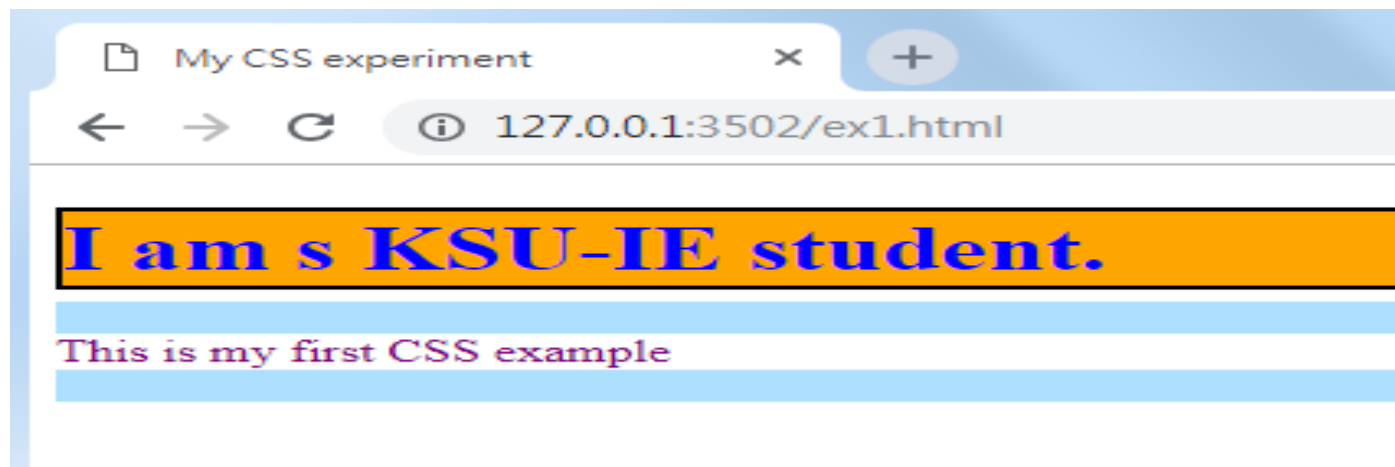 My CSS experiment
127.0.0.1:3502/ex1.html
I am s KSU-IE student.
This is my first CSS example